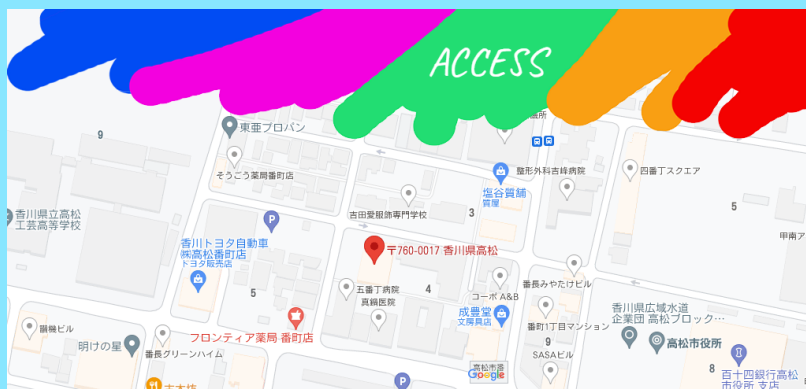 ACCESS
東亜プロパン
9
そうごう薬局番町店
整形外科吉峰病院
四番丁スクエア
塩谷質舗
質屋
吉田愛服飾専門学校
3
5
香川県立高松
工芸高等学校
香川トヨタ自動車
㈱高松番町店
トヨタ販売店
〒760-0017 香川県高松
甲南ア
五番丁病院
真鍋医院
4
コーポ A&B
番長みやたけビル
5
成豊堂
文房具店
番町1丁目マンション
香川県広域水道
企業団 高松ブロック…
讃機ビル
フロンティア薬局 番町店
明けの星
番長グリーンハイム
9
SASAビル
高松市役所
8
百十四銀行高松
市役所 支店
Google